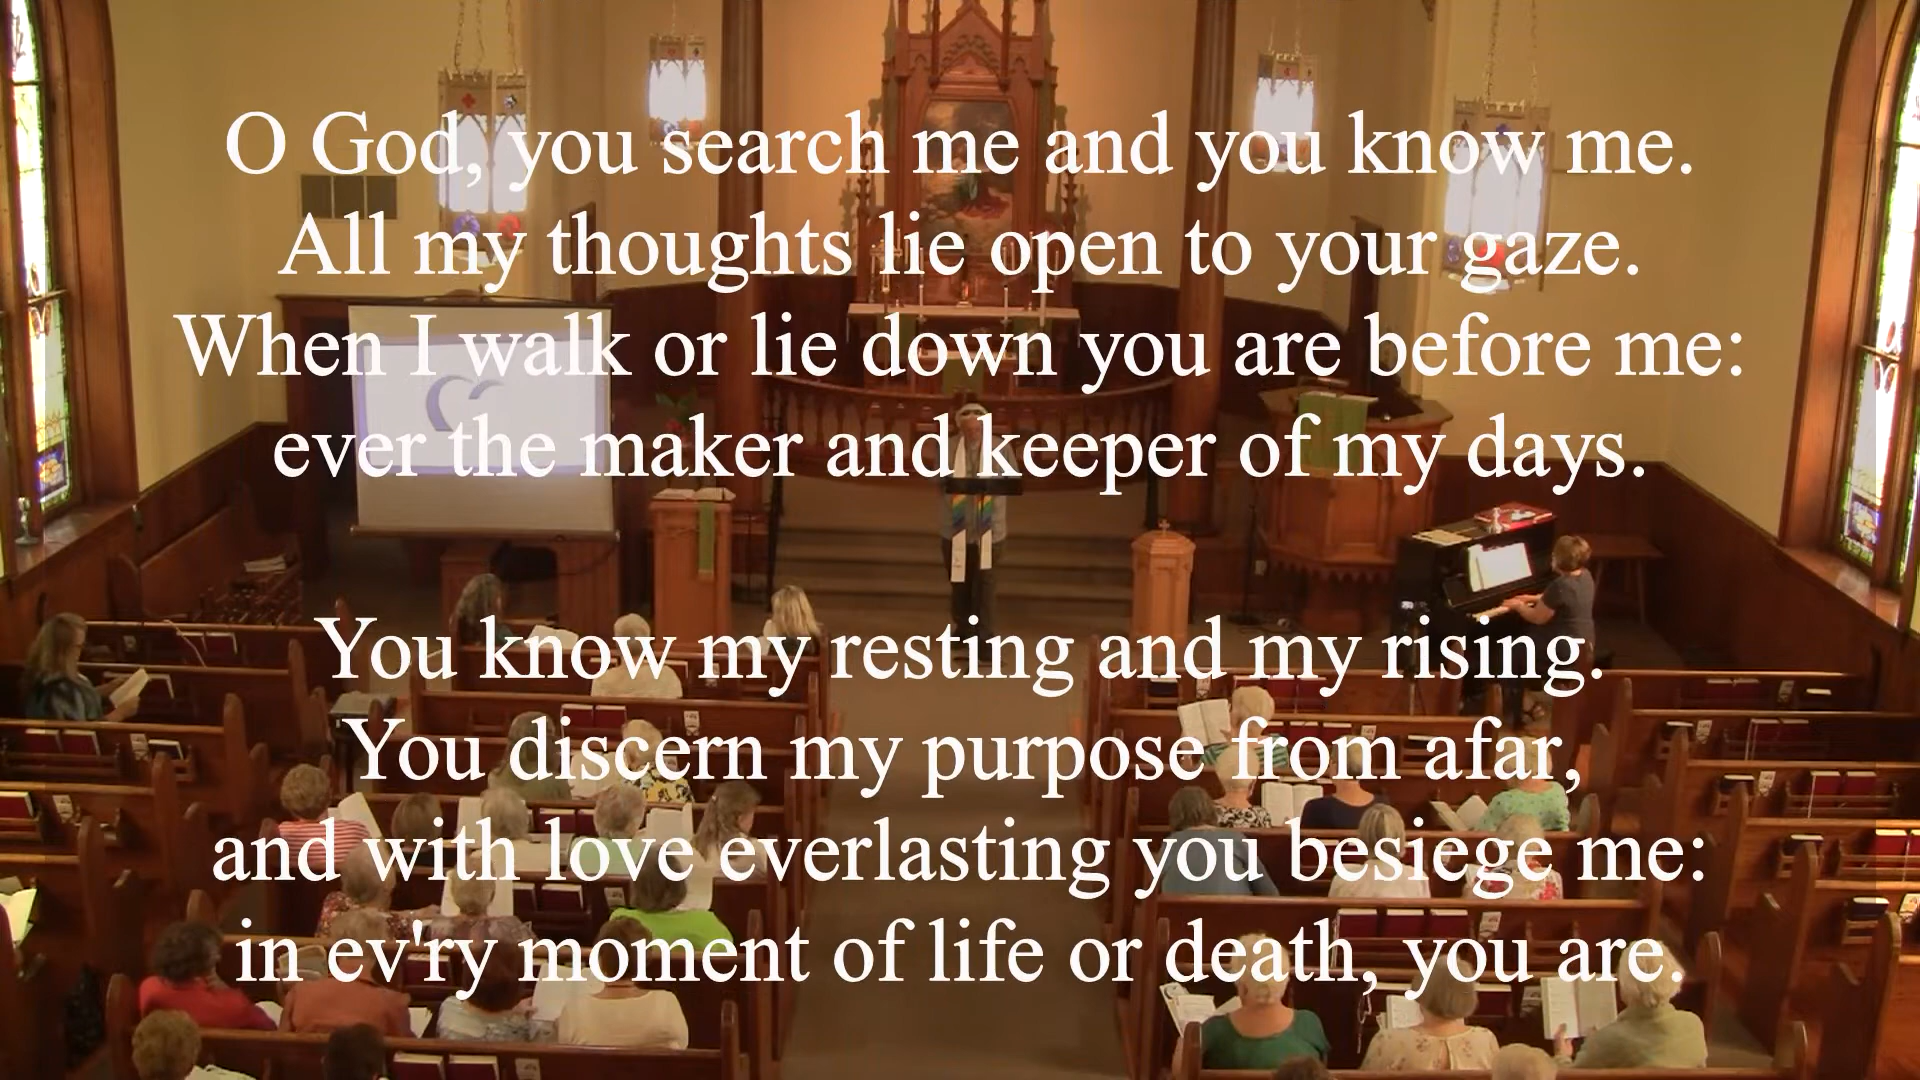 O God, you search me and you know me.
All my thoughts lie open to your gaze.
When I walk or lie down you are before me:
ever the maker and keeper of my days.
You know my resting and my rising.
You discern my purpose from afar,
and with love everlasting you besiege me:
in ev'ry moment of life or death, you are.